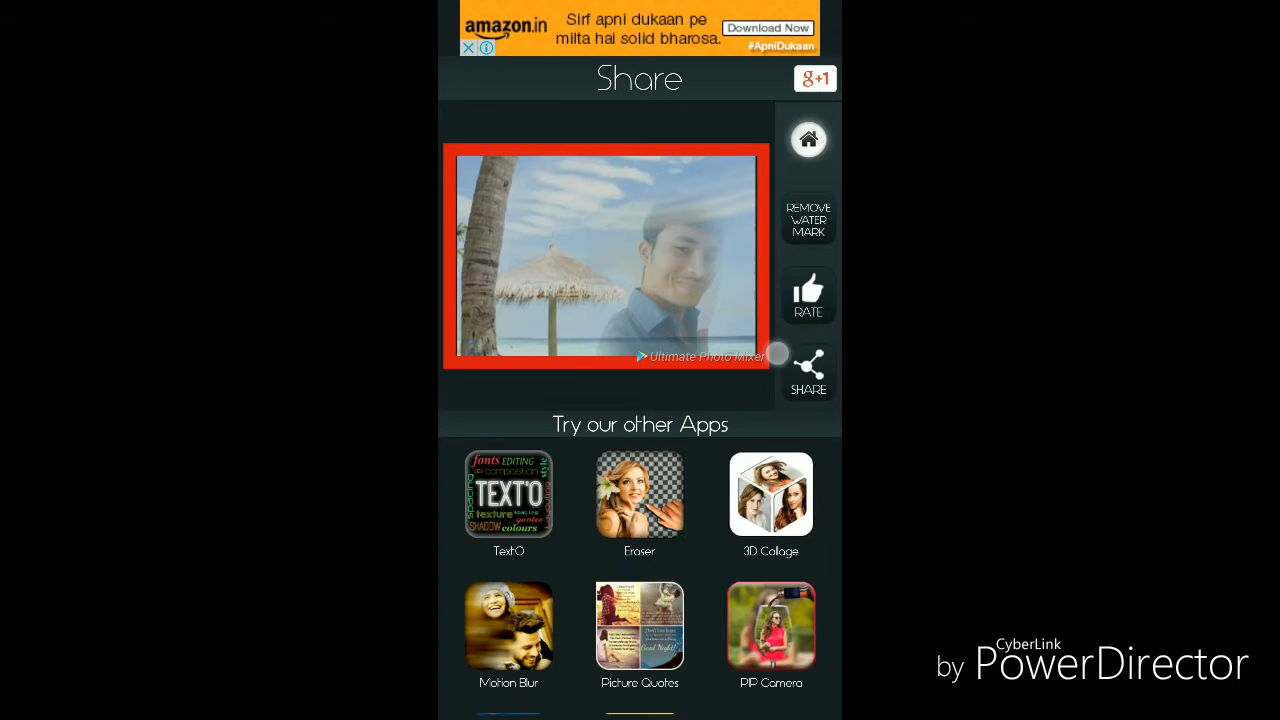 amazon.in
Sirf apni dukaan pe
milta hai solid bharosa.
Download Now
#ApniDukaan
Share
g+1
REMOVE
WATER
MARK
RATE
Ultimate Photo Mixer
SHARE
Try our other Apps
fonts EDITING
composition
style
spacing
TEXT'O
texture spacing
quotes
SHADOW colours
TextO
Eraser
3D Collage
Good Night!
Motion Blur
Picture Quotes
PIP Camera
by CyberLink
PowerDirector